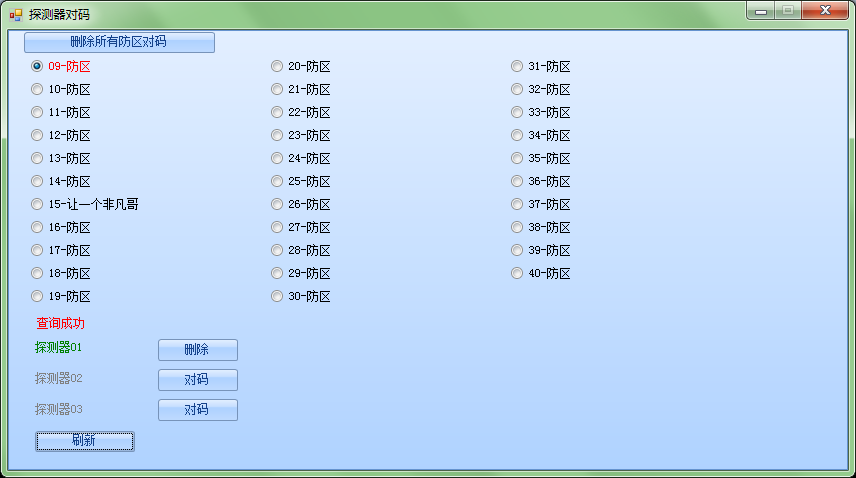 探测器对码
删除所有防区对码
09-防区
10-防区
11-防区
12-防区
13-防区
14-防区
15-让一个非凡哥
16-防区
17-防区
18-防区
19-防区
20-防区
21-防区
22-防区
23-防区
24-防区
25-防区
26-防区
27-防区
28-防区
29-防区
30-防区
31-防区
32-防区
33-防区
34-防区
35-防区
36-防区
37-防区
38-防区
39-防区
40-防区
查询成功
探测器01 删除
探测器02 对码
探测器03 对码
刷新